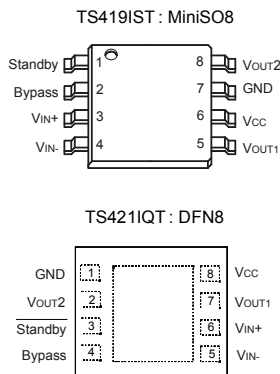 TS419IST : MiniSO8
Standby 1 8 VOUT2
Bypass 2 7 GND
VIN+ 3 6 VCC
VIN- 4 5 VOUT1
TS421IQT : DFN8
GND 1 8 VCC
VOUT2 2 7 VOUT1
Standby 3 6 VIN+
Bypass 4 5 VIN-